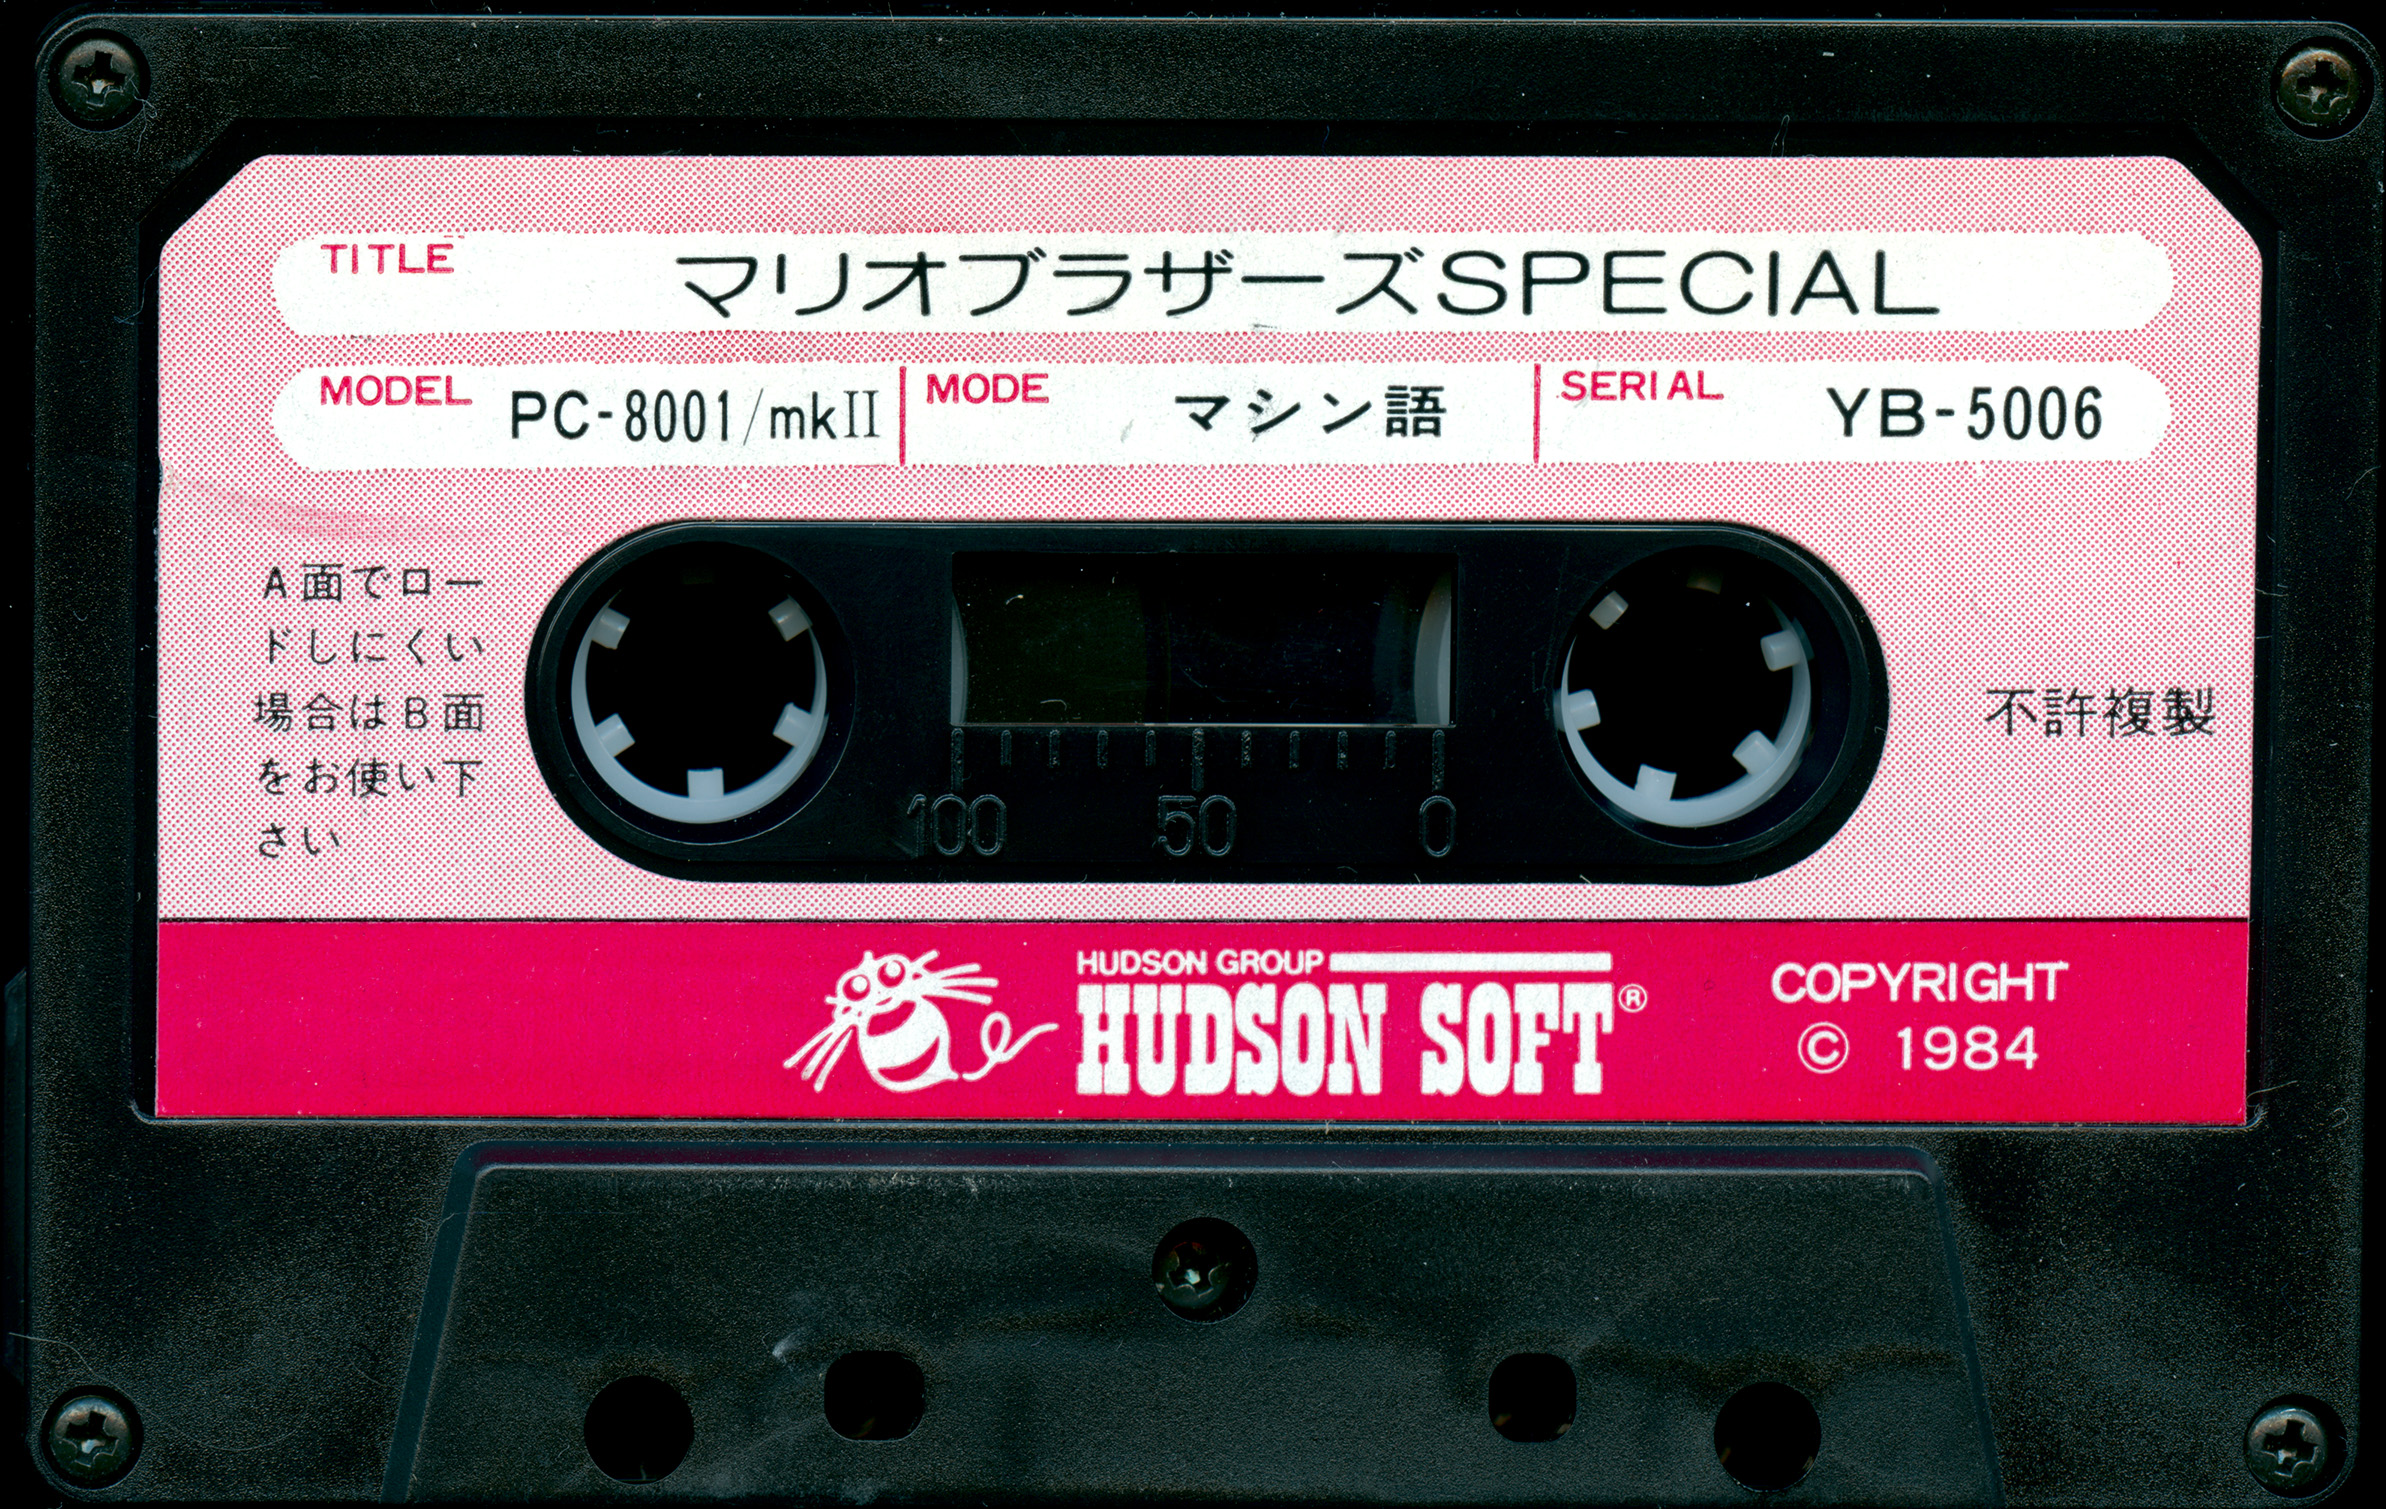 TITLE マリオブラザーズSPECIAL
MODEL PC-8001/mkII MODE マシン語 SERIAL YB-5006
A面でロー
ドしにくい
場合はB面
をお使い下
さい
不許複製
100 50 0
HUDSON GROUP
HUDSON SOFT®
COPYRIGHT
© 1984